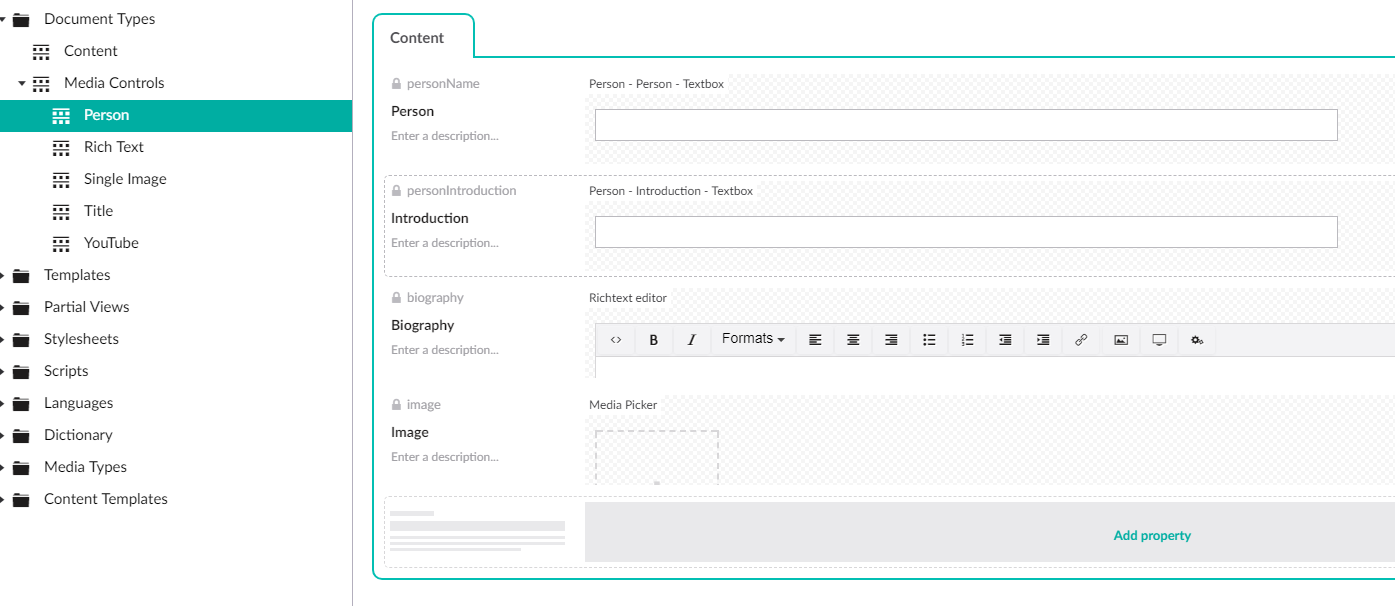 Document Types
Content
Media Controls
Person
Rich Text
Single Image
Title
YouTube
Templates
Partial Views
Stylesheets
Scripts
Languages
Dictionary
Media Types
Content Templates
Content
personName
Person - Person - Textbox
Person
Enter a description...
personIntroduction
Person - Introduction - Textbox
Introduction
Enter a description...
biography
Richtext editor
Biography
Enter a description...
B I Formats
image
Media Picker
Image
Enter a description...
Add property